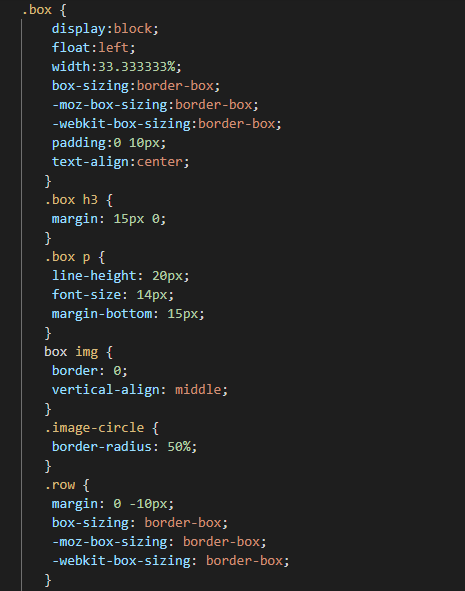 .box {
display:block;
float:left;
width:33.333333%;
box-sizing:border-box;
-moz-box-sizing:border-box;
-webkit-box-sizing:border-box;
padding:0 10px;
text-align:center;
}
.box h3 {
margin: 15px 0;
}
.box p {
line-height: 20px;
font-size: 14px;
margin-bottom: 15px;
}
box img {
border: 0;
vertical-align: middle;
}
.image-circle {
border-radius: 50%;
}
.row {
margin: 0 -10px;
box-sizing: border-box;
-moz-box-sizing: border-box;
-webkit-box-sizing: border-box;
}